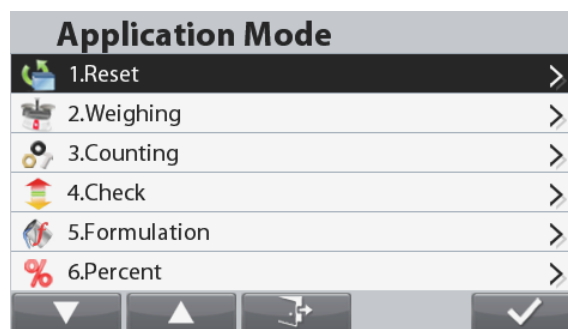 Application Mode
1.Reset
2.Weighing
3.Counting
4.Check
5.Formulation
6.Percent